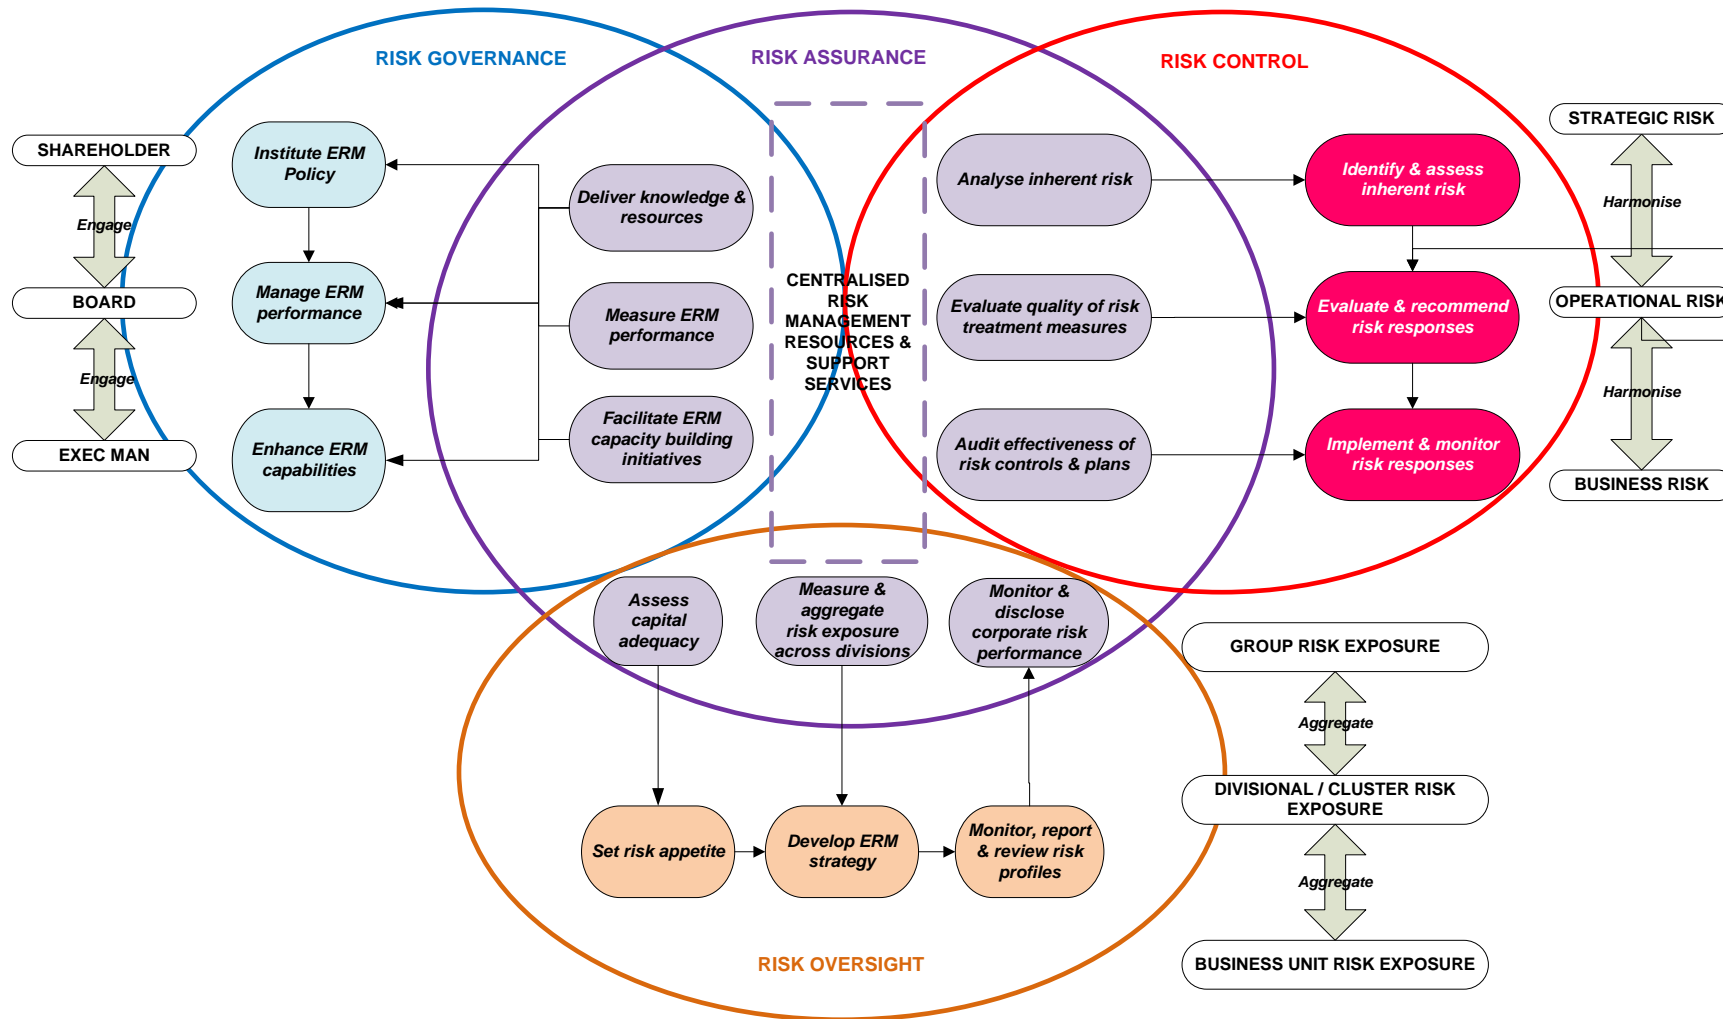 RISK GOVERNANCE
RISK ASSURANCE
RISK CONTROL
SHAREHOLDER
Engage
BOARD
Engage
EXEC MAN
Institute ERM
Policy
Manage ERM
performance
Enhance ERM
capabilities
Deliver knowledge &
resources
Measure ERM
performance
Facilitate ERM
capacity building
initiatives
CENTRALISED
RISK
MANAGEMENT
RESOURCES &
SUPPORT
SERVICES
Analyse inherent risk
Evaluate quality of risk
treatment measures
Audit effectiveness of
risk controls & plans
Identify & assess
inherent risk
Evaluate & recommend
risk responses
Implement & monitor
risk responses
STRATEGIC RISK
Harmonise
OPERATIONAL RISK
Harmonise
BUSINESS RISK
Assess
capital
adequacy
Measure &
aggregate
risk exposure
across divisions
Monitor &
disclose
corporate risk
performance
Set risk appetite
Develop ERM
strategy
Monitor, report
& review risk
profiles
RISK OVERSIGHT
GROUP RISK EXPOSURE
Aggregate
DIVISIONAL / CLUSTER RISK
EXPOSURE
Aggregate
BUSINESS UNIT RISK EXPOSURE